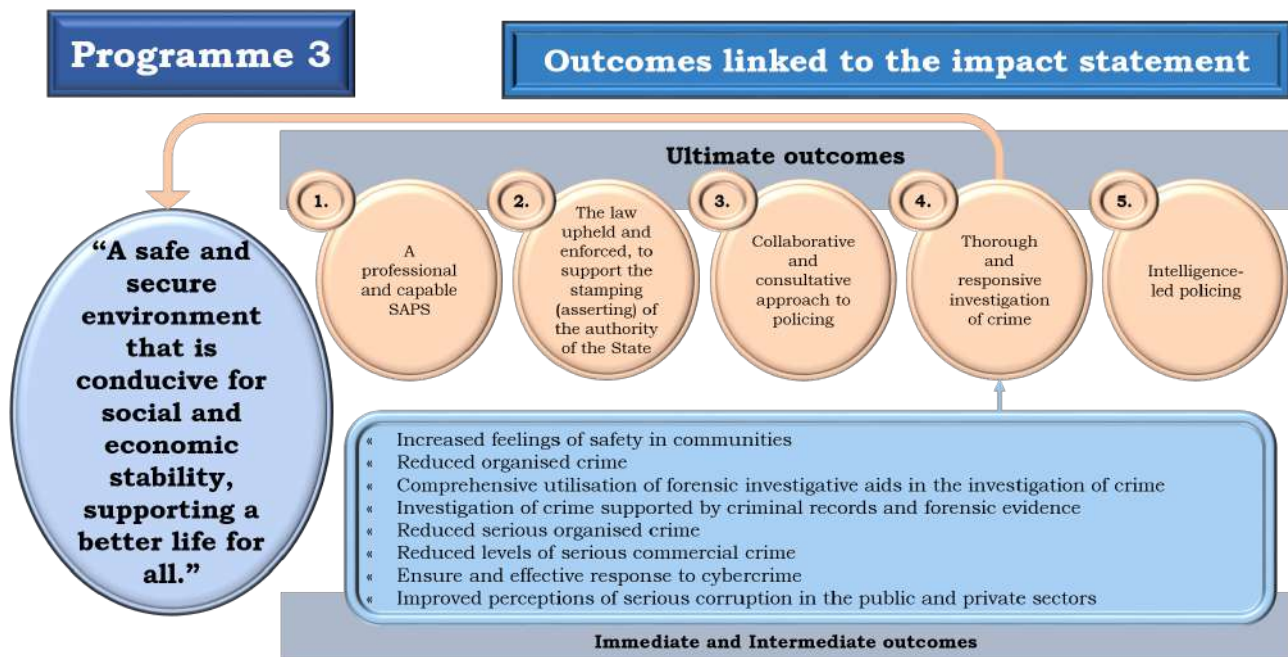 Programme 3
Outcomes linked to the impact statement
Ultimate outcomes
“A safe and
secure
environment
that is
conducive for
social and
economic
stability,
supporting a
better life for
all.”
1.
A
professional
and capable
SAPS
2.
The law
upheld and
enforced, to
support the
stamping
(asserting) of
the authority
of the State
3.
Collaborative
and
consultative
approach to
policing
4.
Thorough
and
responsive
investigation
of crime
5.
Intelligence-
led policing
« Increased feelings of safety in communities
« Reduced organised crime
« Comprehensive utilisation of forensic investigative aids in the investigation of crime
« Investigation of crime supported by criminal records and forensic evidence
« Reduced serious organised crime
« Reduced levels of serious commercial crime
« Ensure and effective response to cybercrime
« Improved perceptions of serious corruption in the public and private sectors
Immediate and Intermediate outcomes